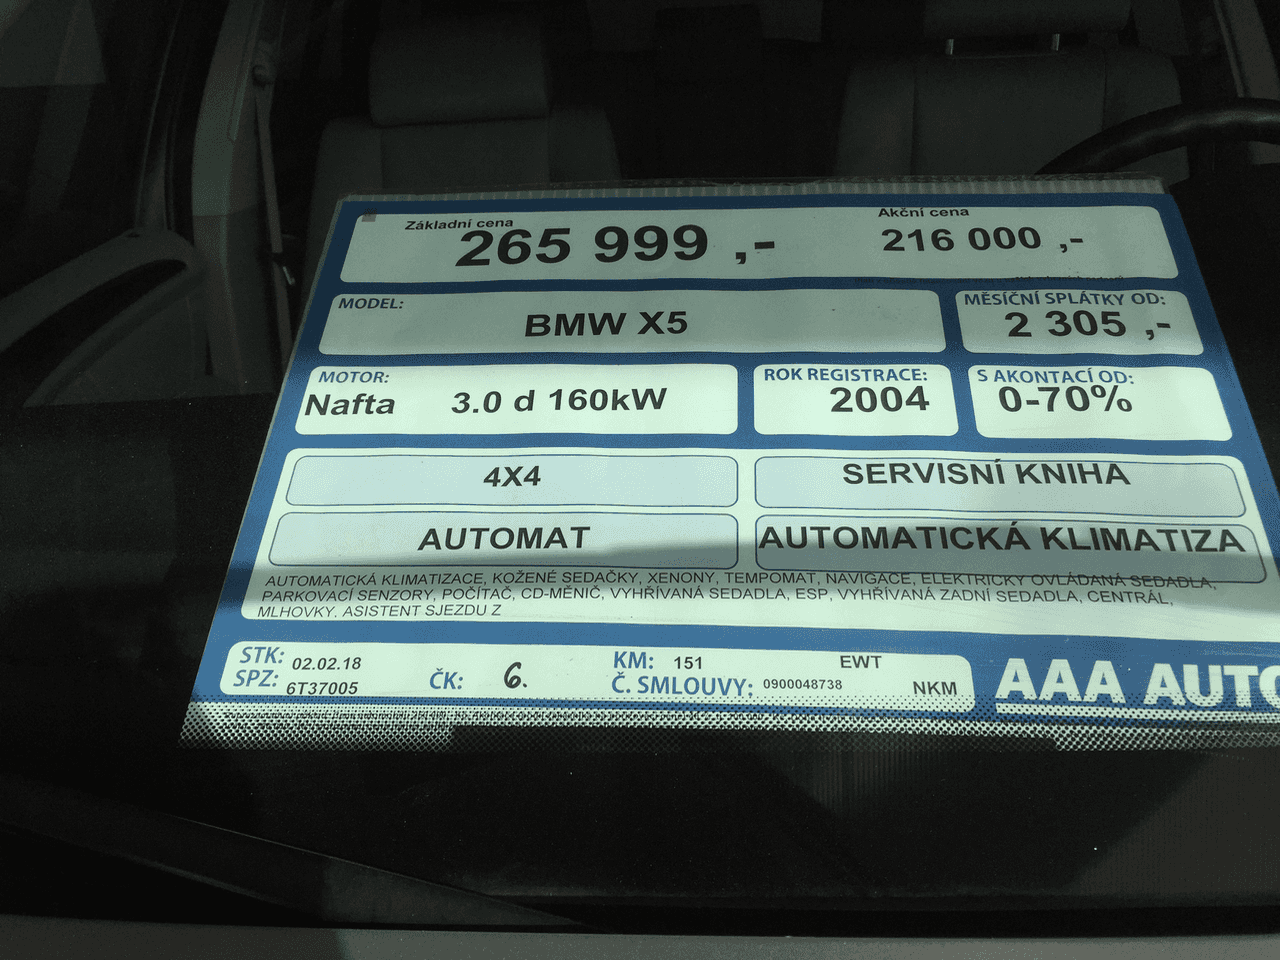 Základní cena
265 999 ,-
Akční cena
216 000 ,-
MODEL:
BMW X5
MĚSÍČNÍ SPLÁTKY OD:
2 305 ,-
MOTOR:
Nafta 3.0 d 160kW
ROK REGISTRACE:
2004
S AKONTACÍ OD:
0-70%
4X4
SERVISNÍ KNIHA
AUTOMAT
AUTOMATICKÁ KLIMATIZA
AUTOMATICKÁ KLIMATIZACE, KOŽENÉ SEDAČKY, XENONY, TEMPOMAT, NAVIGACE, ELEKTRICKY OVLÁDANÁ SEDADLA,
PARKOVACÍ SENZORY, POČÍTAČ, CD-MĚNIČ, VYHŘÍVANÁ SEDADLA, ESP, VYHŘÍVANÁ ZADNÍ SEDADLA, CENTRÁL,
MLHOVKY, ASISTENT SJEZDU Z
STK: 02.02.18
SPZ: 6T37005
ČK: 6.
KM: 151
EWT
Č. SMLOUVY: 0900048738
NKM
AAA AUTO